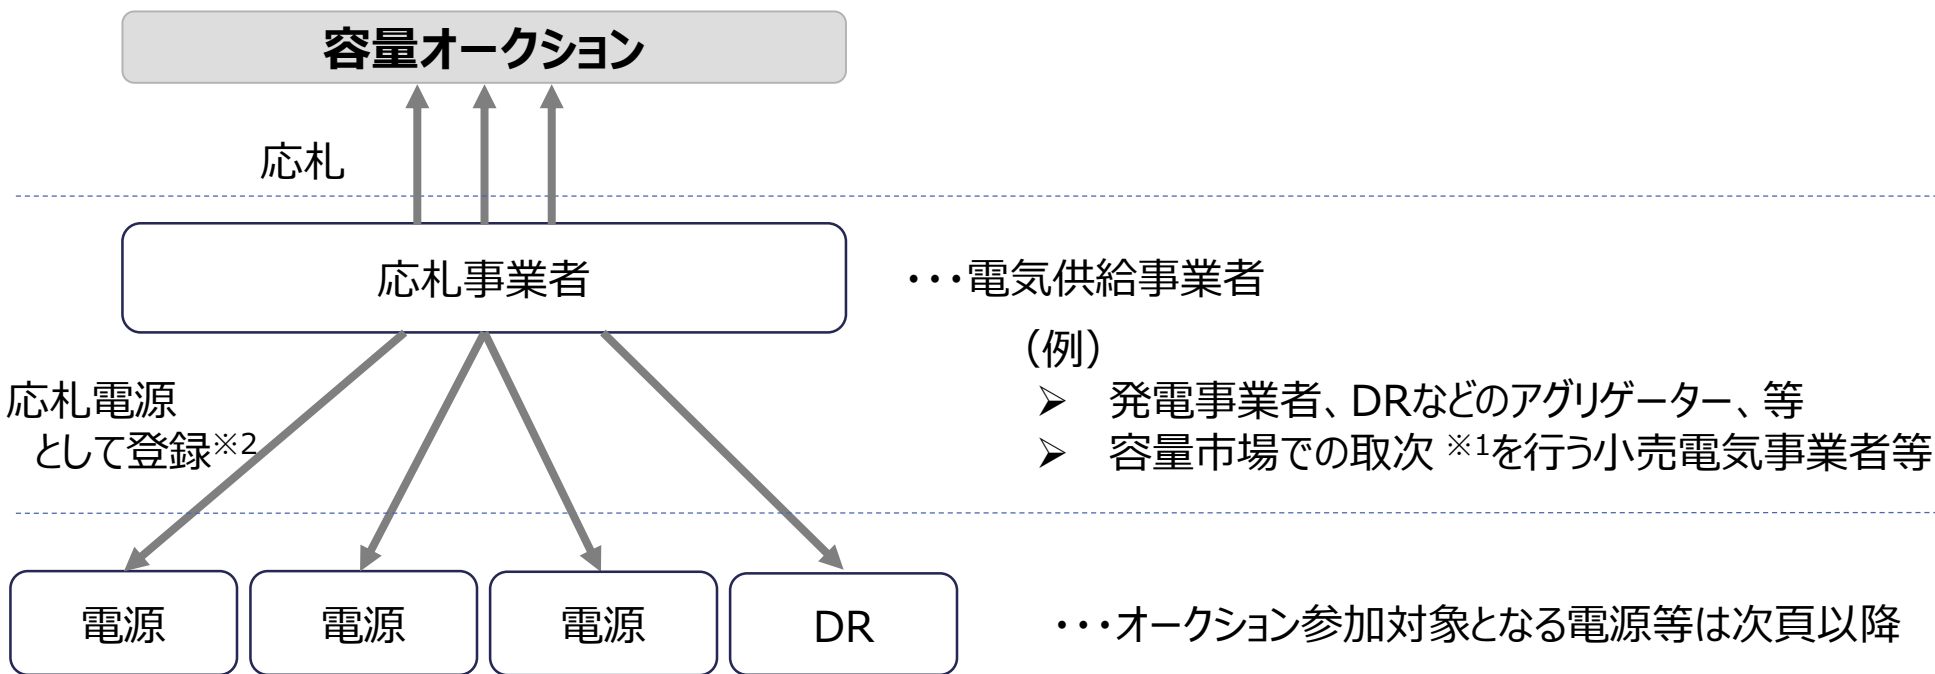 容量オークション
応札
応札事業者
・・・電気供給事業者
（例）
➢ 発電事業者、DRなどのアグリゲーター、等
➢ 容量市場での取次 ※1を行う小売電気事業者等
応札電源
として登録※2
電源
電源
電源
DR
・・・オークション参加対象となる電源等は次頁以降